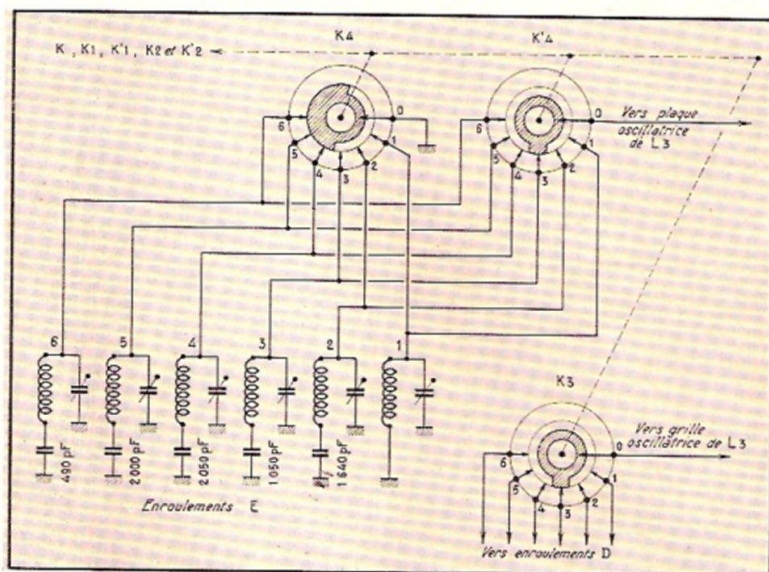 K , K1, K'1, K2 et K'2
K4
K'4
6 5 4 3 2 1 0
6 5 4 3 2 1 0
Vers plaque
oscillatrice
de L3
6 5 4 3 2 1
K3
490 pF
2.000 pF
2.050 pF
1.050 pF
1.640 pF
Enroulements E
6 5 4 3 2 1 0
Vers grille
oscillatrice de L3
Vers enroulements D